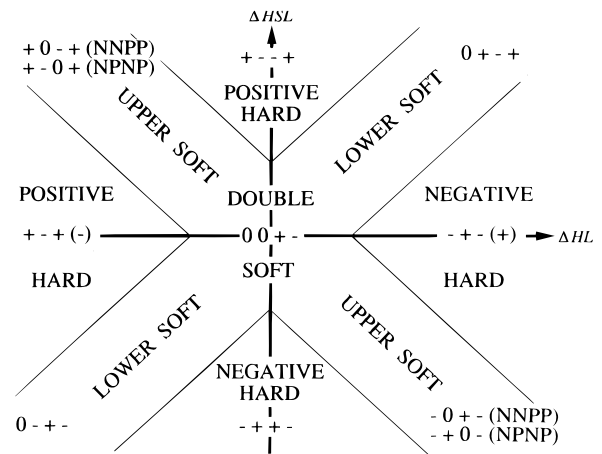 ΔHSL
+ 0 - + (NNPP)
+ - 0 + (NPNP)
+ - - +
0 + - +
POSITIVE
HARD
UPPER SOFT
LOWER SOFT
POSITIVE
DOUBLE
NEGATIVE
+ - + (-)
0 0 + -
- + - (+)
ΔHL
HARD
SOFT
HARD
LOWER SOFT
UPPER SOFT
NEGATIVE
HARD
0 - + -
- + + -
- 0 + - (NNPP)
- + 0 - (NPNP)